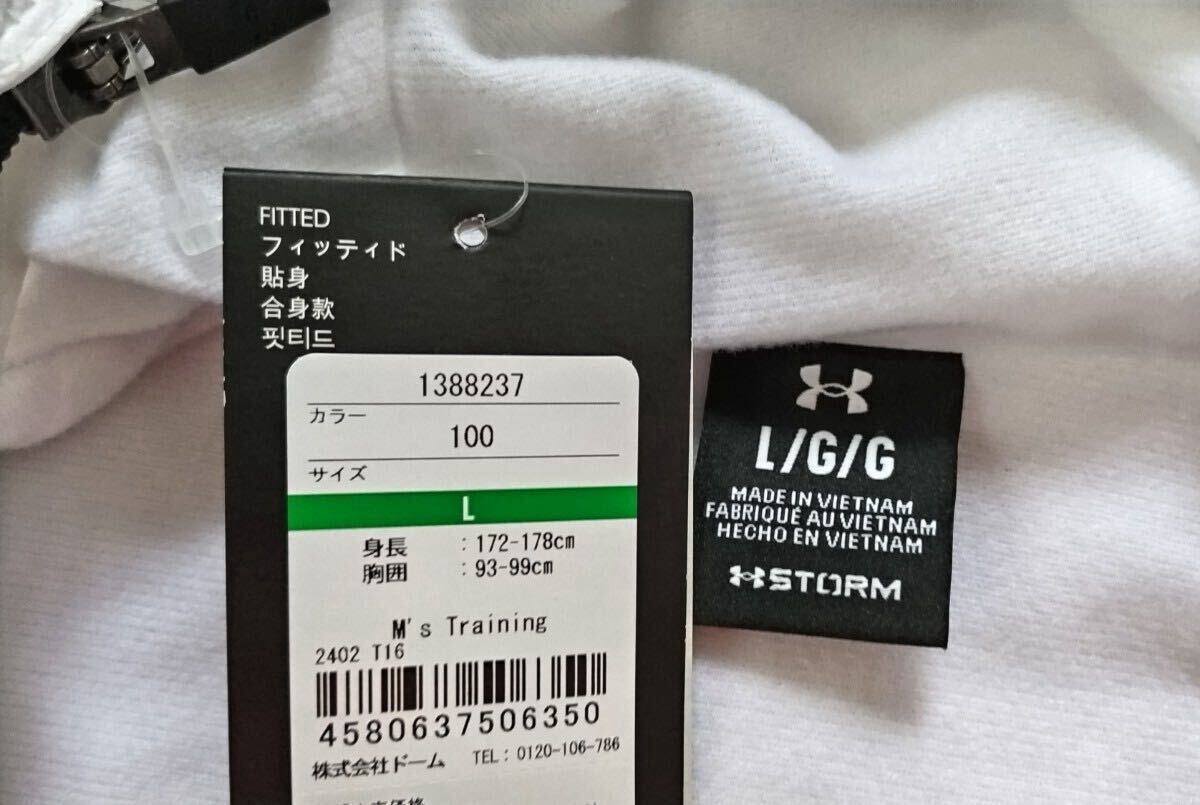 FITTED
フィッティド
貼身
合身款
핏티드
1388237
カラー
100
サイズ
L
身長 : 172-178cm
胸囲 : 93-99cm
M's Training
2402 T16
4580637506350
株式会社ドーム TEL: 0120-106-786
L/G/G
MADE IN VIETNAM
FABRIQUÉ AU VIETNAM
HECHO EN VIETNAM
STORM